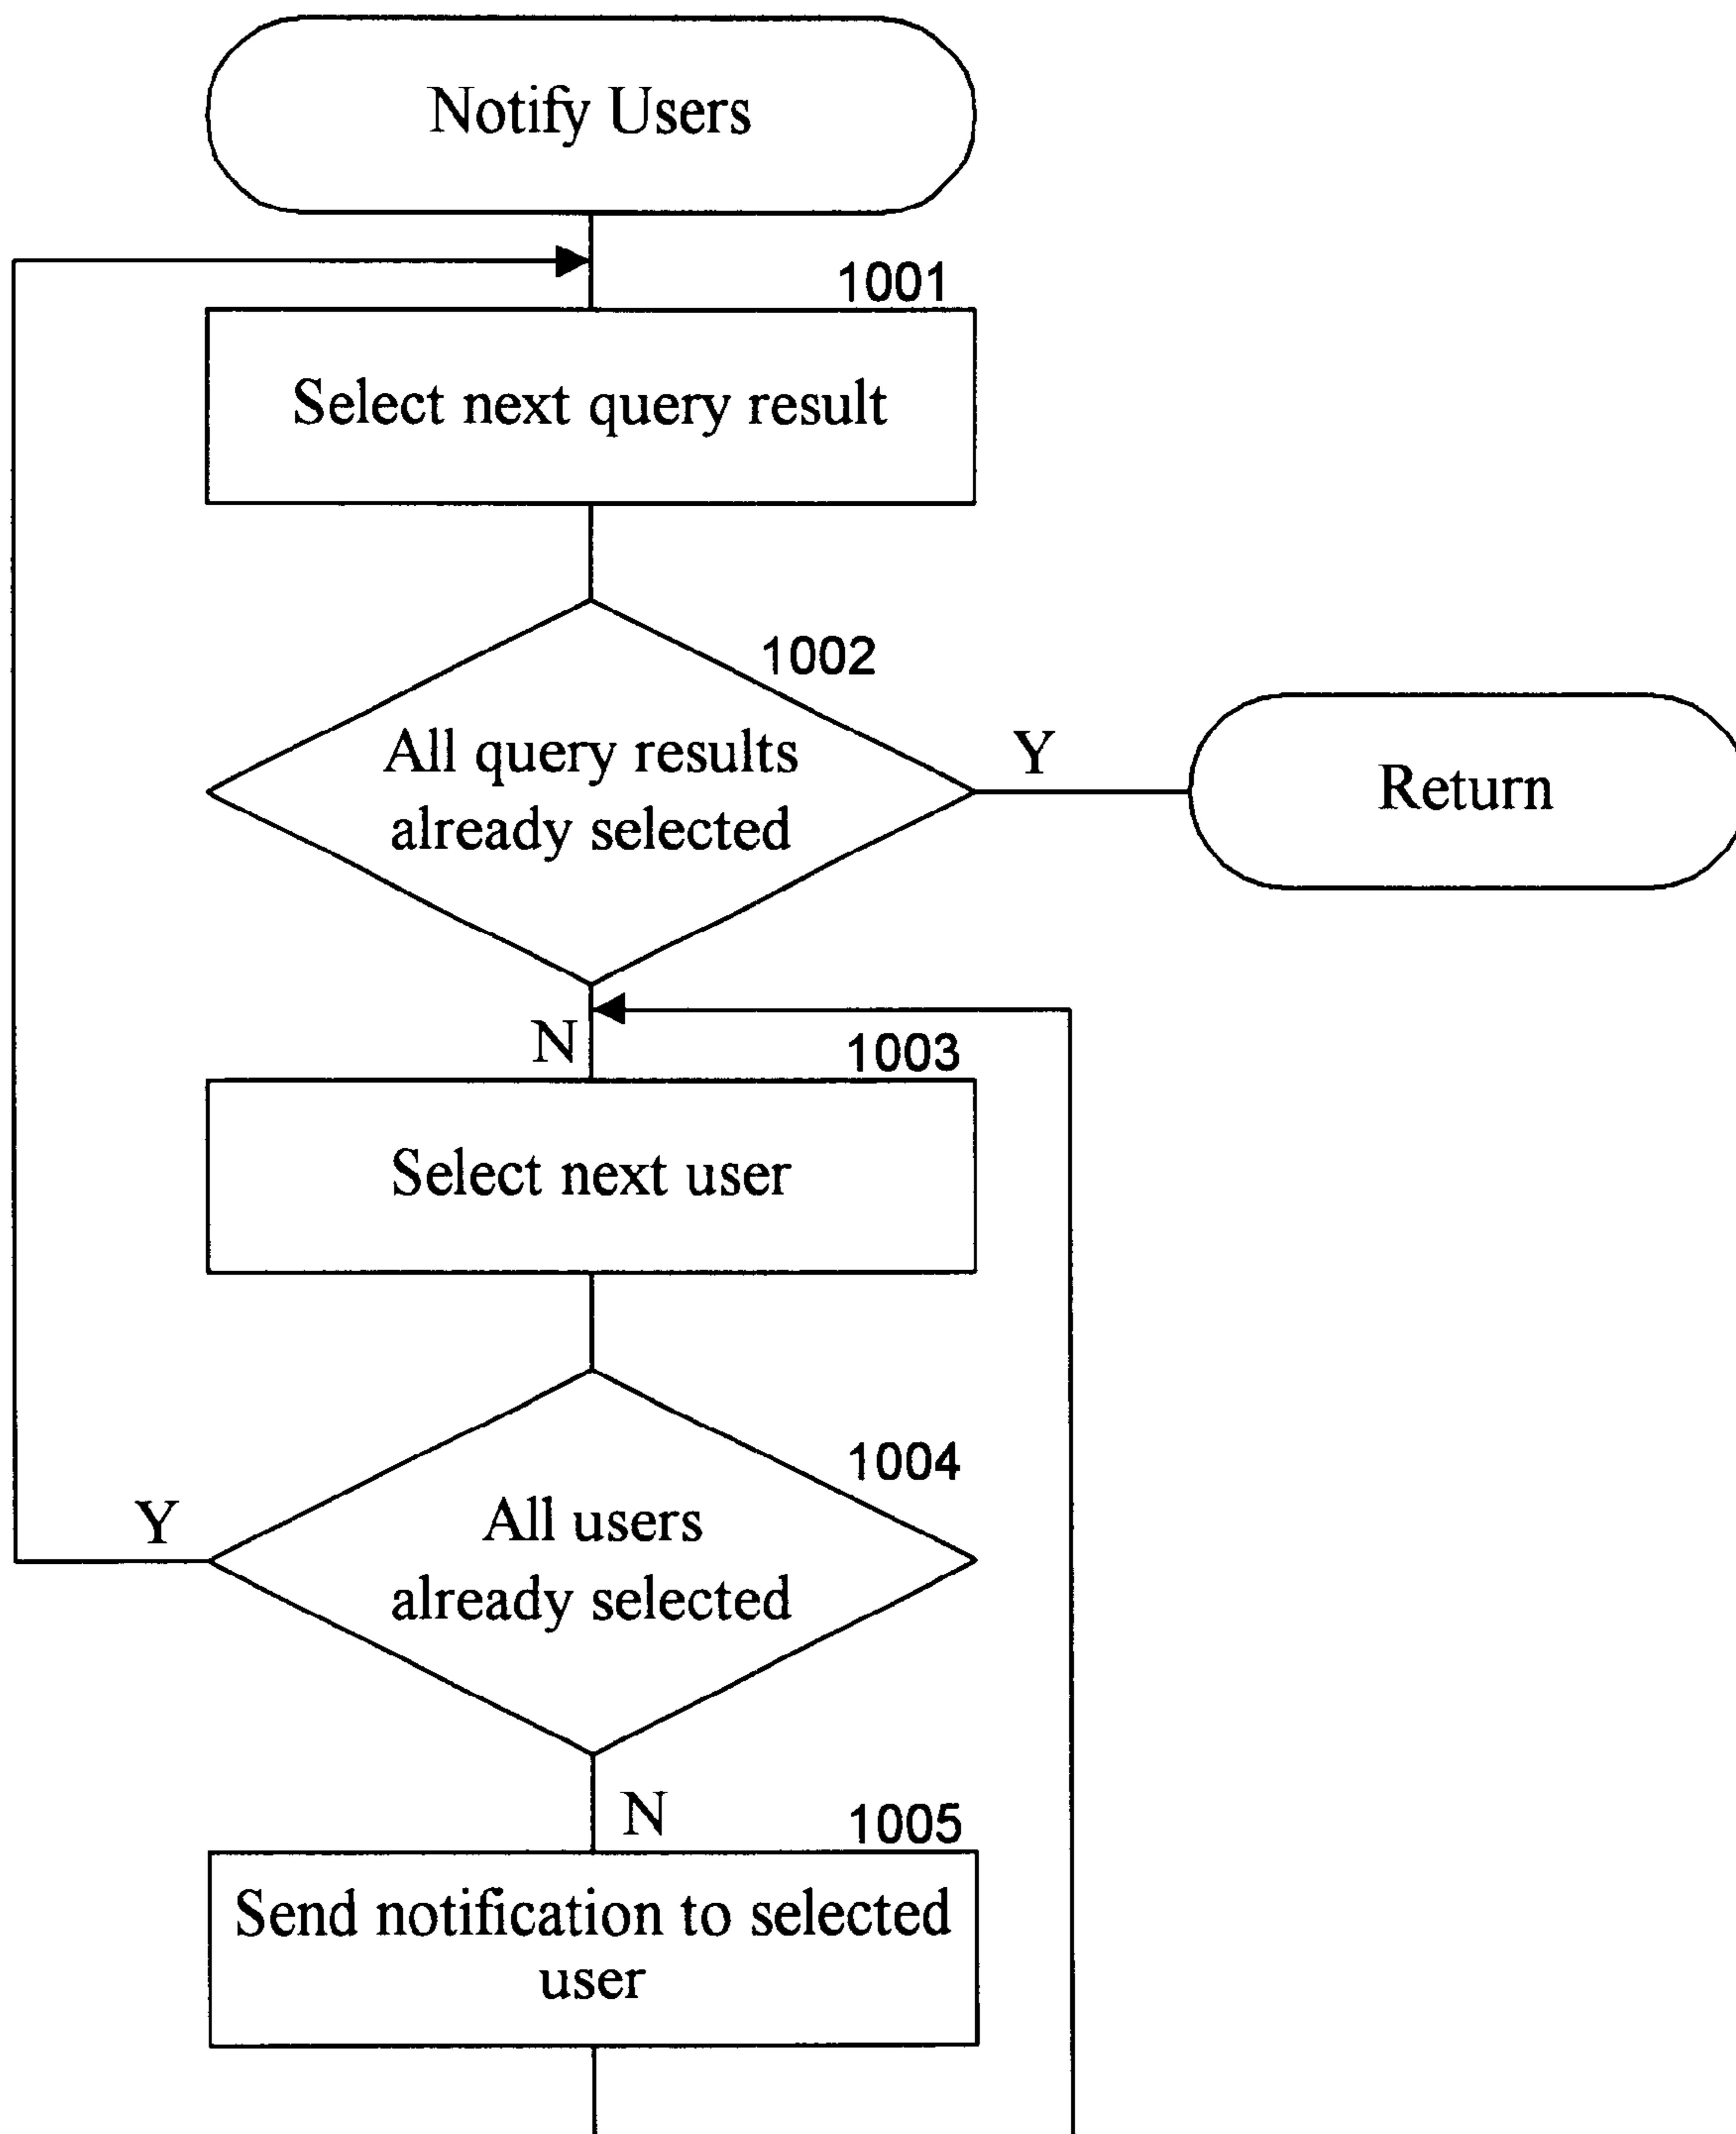 Notify Users
1001
Select next query result
1002
All query results
already selected
Y
Return
N
1003
Select next user
1004
All users
already selected
Y
N
1005
Send notification to selected
user